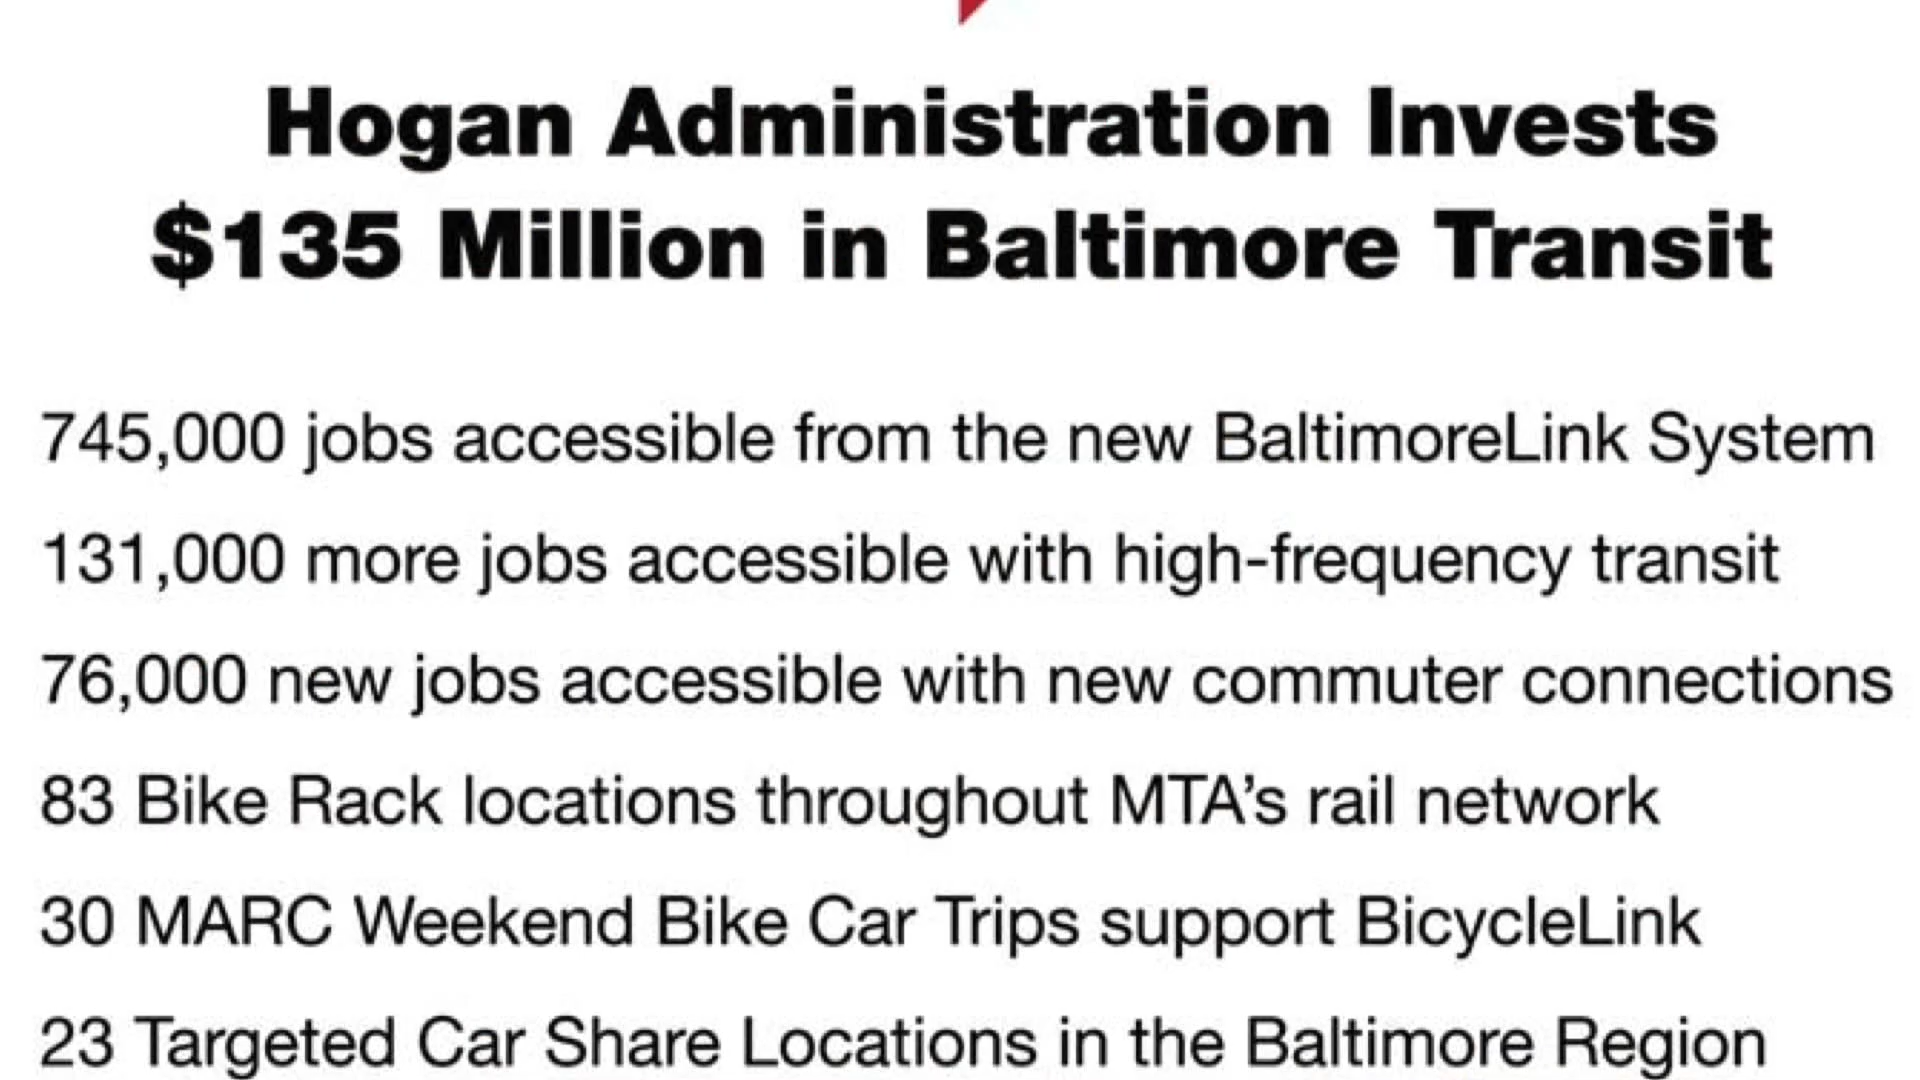 Hogan Administration Invests
$135 Million in Baltimore Transit
745,000 jobs accessible from the new BaltimoreLink System
131,000 more jobs accessible with high-frequency transit
76,000 new jobs accessible with new commuter connections
83 Bike Rack locations throughout MTA’s rail network
30 MARC Weekend Bike Car Trips support BicycleLink
23 Targeted Car Share Locations in the Baltimore Region